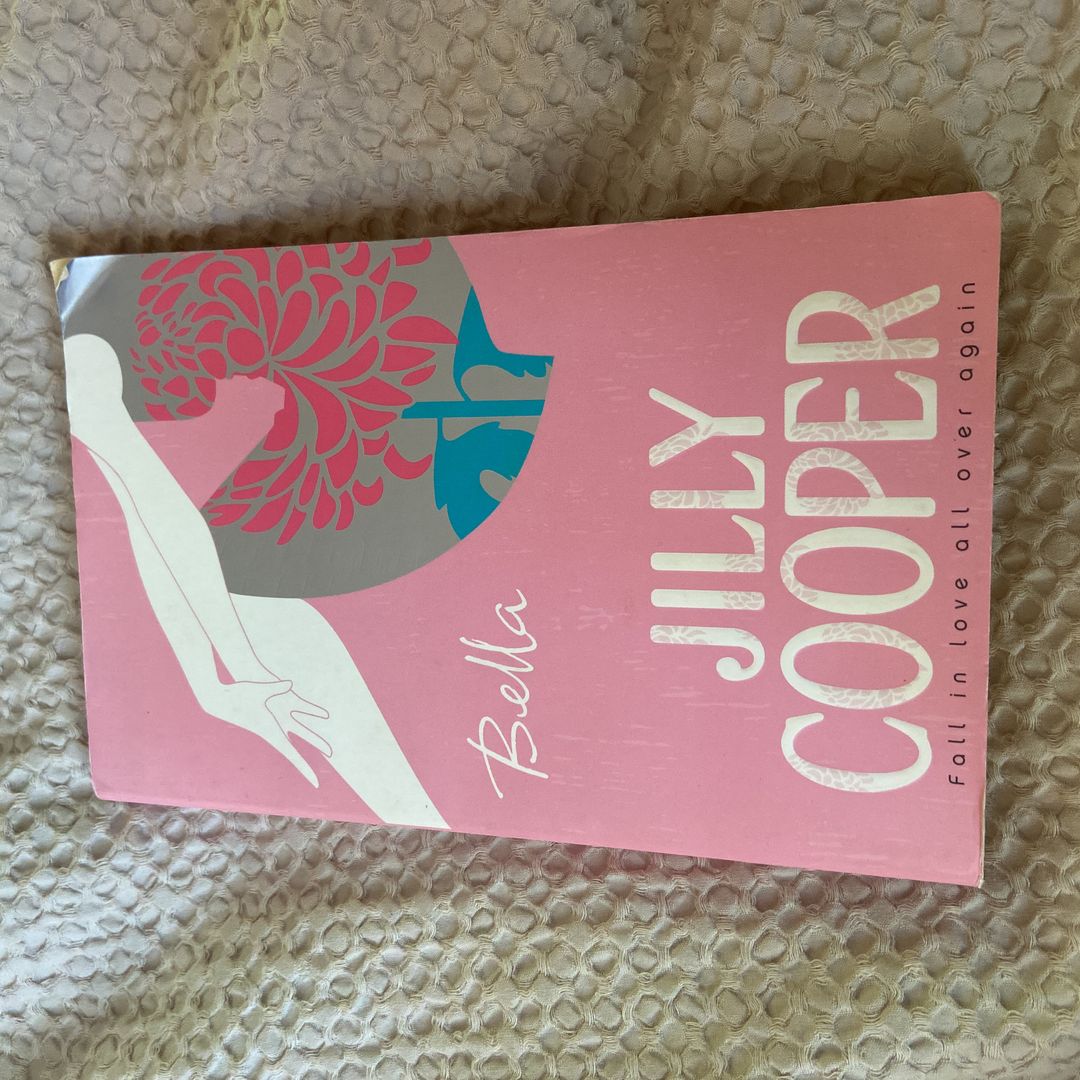 Fall in love all over again
JILLY
COOPER
Bella